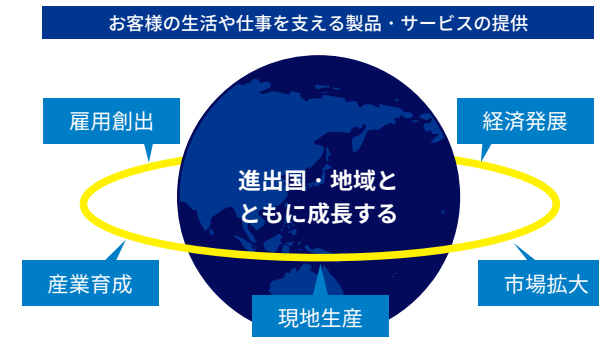 お客様の生活や仕事を支える製品・サービスの提供
雇用創出
経済発展
進出国・地域と
ともに成長する
産業育成
市場拡大
現地生産